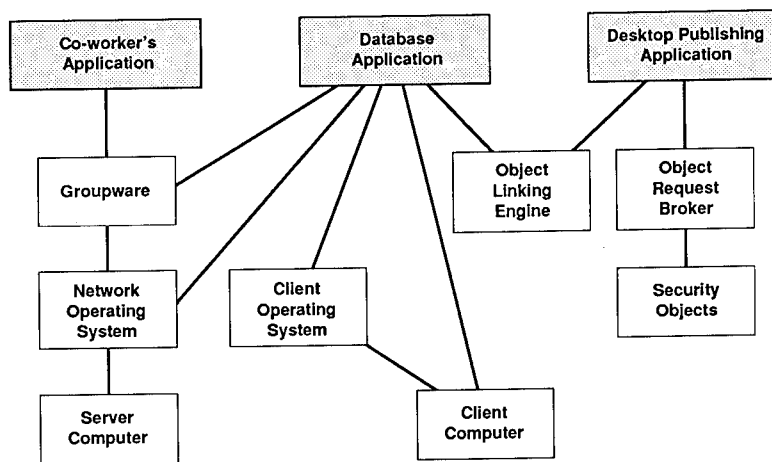 Co-worker's
Application
Database
Application
Desktop Publishing
Application
Groupware
Object
Linking
Engine
Object
Request
Broker
Network
Operating
System
Client
Operating
System
Security
Objects
Server
Computer
Client
Computer